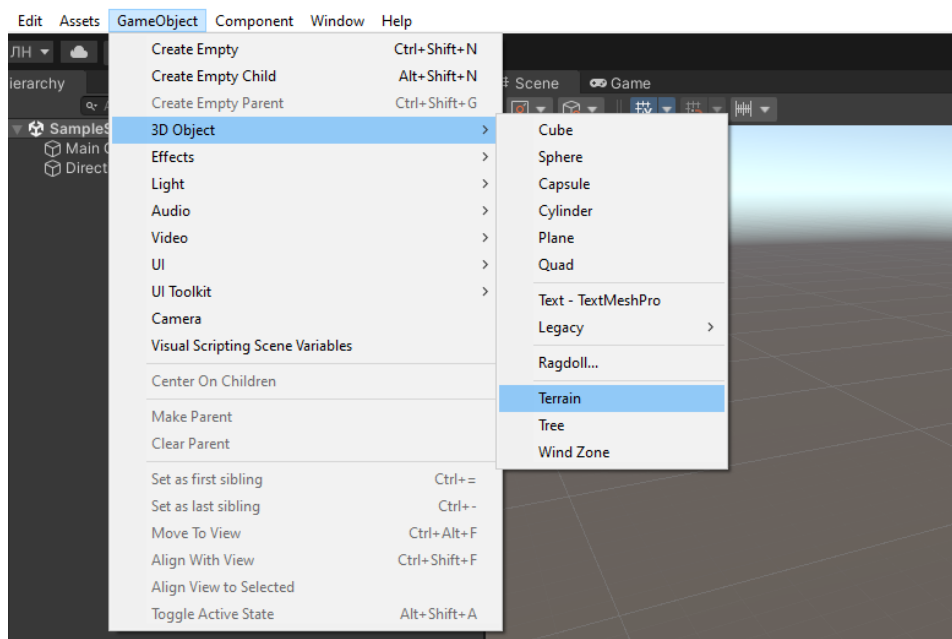 Edit Assets GameObject Component Window Help
ЛН
ierarchy
Scene Game
Create Empty Ctrl+Shift+N
Create Empty Child Alt+Shift+N
Create Empty Parent Ctrl+Shift+G
SampleS
3D Object
Main
Direct
Effects
Light
Audio
Video
UI
UI Toolkit
Camera
Visual Scripting Scene Variables
Center On Children
Make Parent
Clear Parent
Set as first sibling Ctrl+=
Set as last sibling Ctrl+-
Move To View Ctrl+Alt+F
Align With View Ctrl+Shift+F
Align View to Selected
Toggle Active State Alt+Shift+A
Cube
Sphere
Capsule
Cylinder
Plane
Quad
Text - TextMeshPro
Legacy
Ragdoll...
Terrain
Tree
Wind Zone